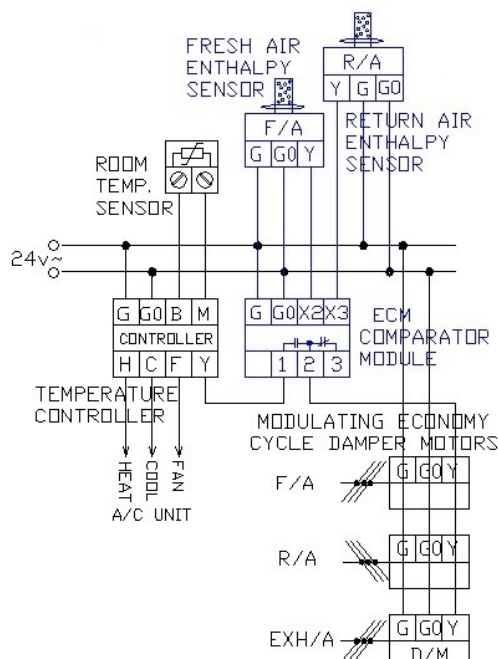 FRESH AIR
ENTHALPY
SENSOR
R/A
Y G G0
F/A
G G0 Y
RETURN AIR
ENTHALPY
SENSOR
ROOM
TEMP.
SENSOR
24v~
G G0 B M
CONTROLLER
H C F Y
G G0 X2 X3
1 2 3
ECM
COMPARATOR
MODULE
TEMPERATURE
CONTROLLER
HEAT
COOL
FAN
A/C UNIT
MODULATING ECONOMY
CYCLE DAMPER MOTORS
F/A
G G0 Y
R/A
G G0 Y
EXH/A
G G0 Y
D/M